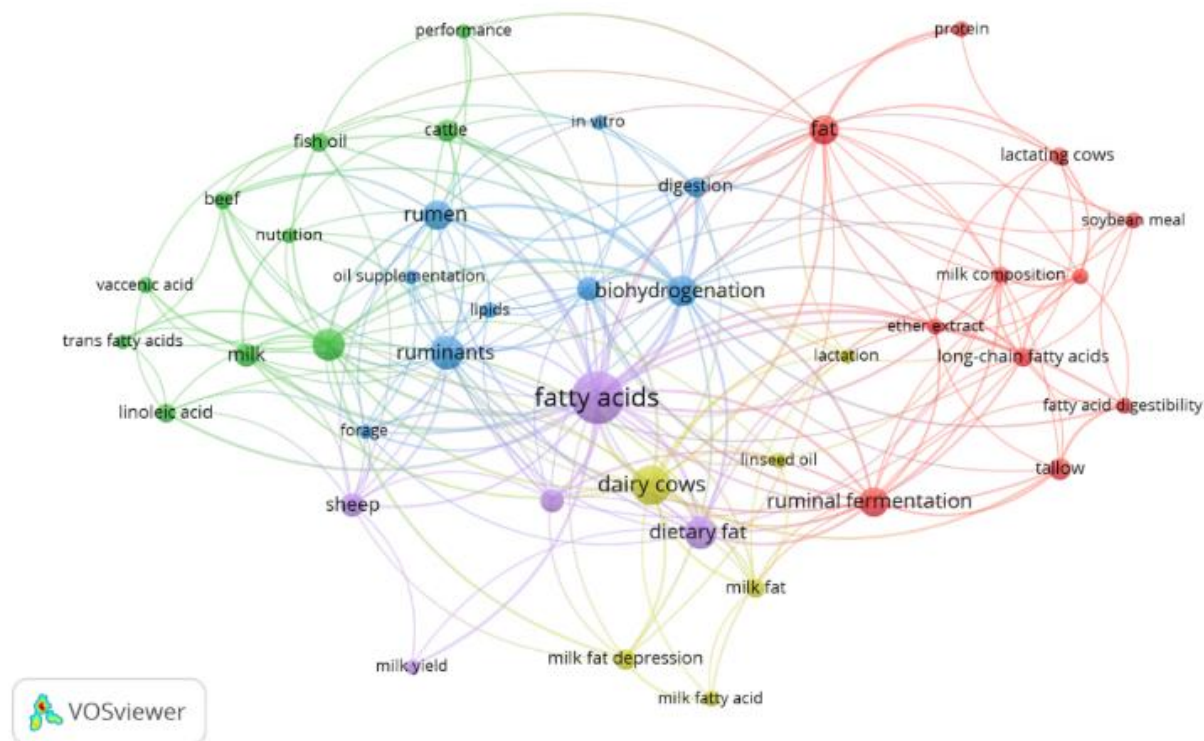 performance
protein
in vitro
fat
cattle
fish oil
lactating cows
digestion
beef
rumen
soybean meal
nutrition
oil supplementation
milk composition
vaccenic acid
biohydrogenation
lipids
ether extract
trans fatty acids
milk
ruminants
lactation
long-chain fatty acids
fatty acids
linoleic acid
fatty acid digestibility
forage
linseed oil
tallow
dairy cows
sheep
ruminal fermentation
dietary fat
milk fat
milk fat depression
milk yield
milk fatty acid
VOSviewer